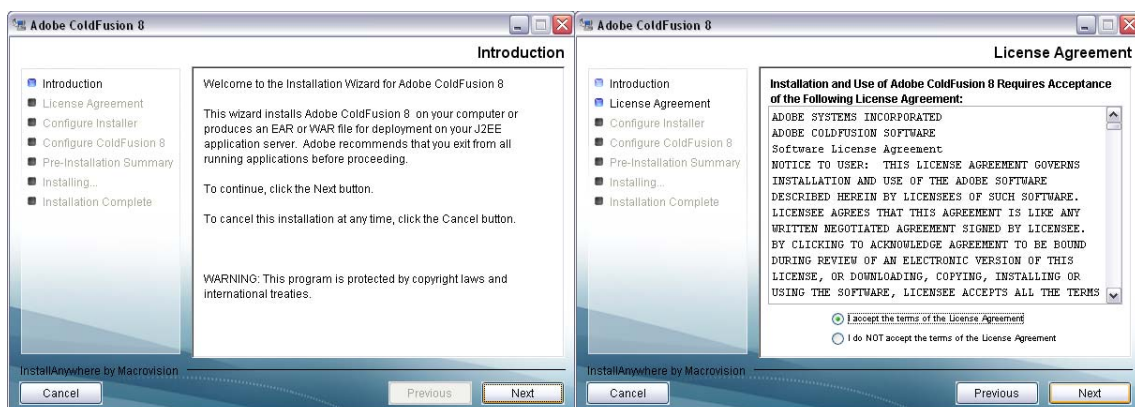 Adobe ColdFusion 8
Introduction
Introduction
License Agreement
Configure Installer
Configure ColdFusion 8
Pre-Installation Summary
Installing...
Installation Complete
Welcome to the Installation Wizard for Adobe ColdFusion 8
This wizard installs Adobe ColdFusion 8 on your computer or
produces an EAR or WAR file for deployment on your J2EE
application server. Adobe recommends that you exit from all
running applications before proceeding.
To continue, click the Next button.
To cancel this installation at any time, click the Cancel button.
WARNING: This program is protected by copyright laws and
international treaties.
InstallAnywhere by Macrovision
Cancel
Previous
Next
Adobe ColdFusion 8
License Agreement
Introduction
License Agreement
Configure Installer
Configure ColdFusion 8
Pre-Installation Summary
Installing...
Installation Complete
Installation and Use of Adobe ColdFusion 8 Requires Acceptance
of the Following License Agreement:
ADOBE SYSTEMS INCORPORATED
ADOBE COLDFUSION SOFTWARE
Software License Agreement
NOTICE TO USER: THIS LICENSE AGREEMENT GOVERNS
INSTALLATION AND USE OF THE ADOBE SOFTWARE
DESCRIBED HEREIN BY LICENSEES OF SUCH SOFTWARE.
LICENSEE AGREES THAT THIS AGREEMENT IS LIKE ANY
WRITTEN NEGOTIATED AGREEMENT SIGNED BY LICENSEE.
BY CLICKING TO ACKNOWLEDGE AGREEMENT TO BE BOUND
DURING REVIEW OF AN ELECTRONIC VERSION OF THIS
LICENSE, OR DOWNLOADING, COPYING, INSTALLING OR
USING THE SOFTWARE, LICENSEE ACCEPTS ALL THE TERMS
I accept the terms of the License Agreement
I do NOT accept the terms of the License Agreement
InstallAnywhere by Macrovision
Cancel
Previous
Next